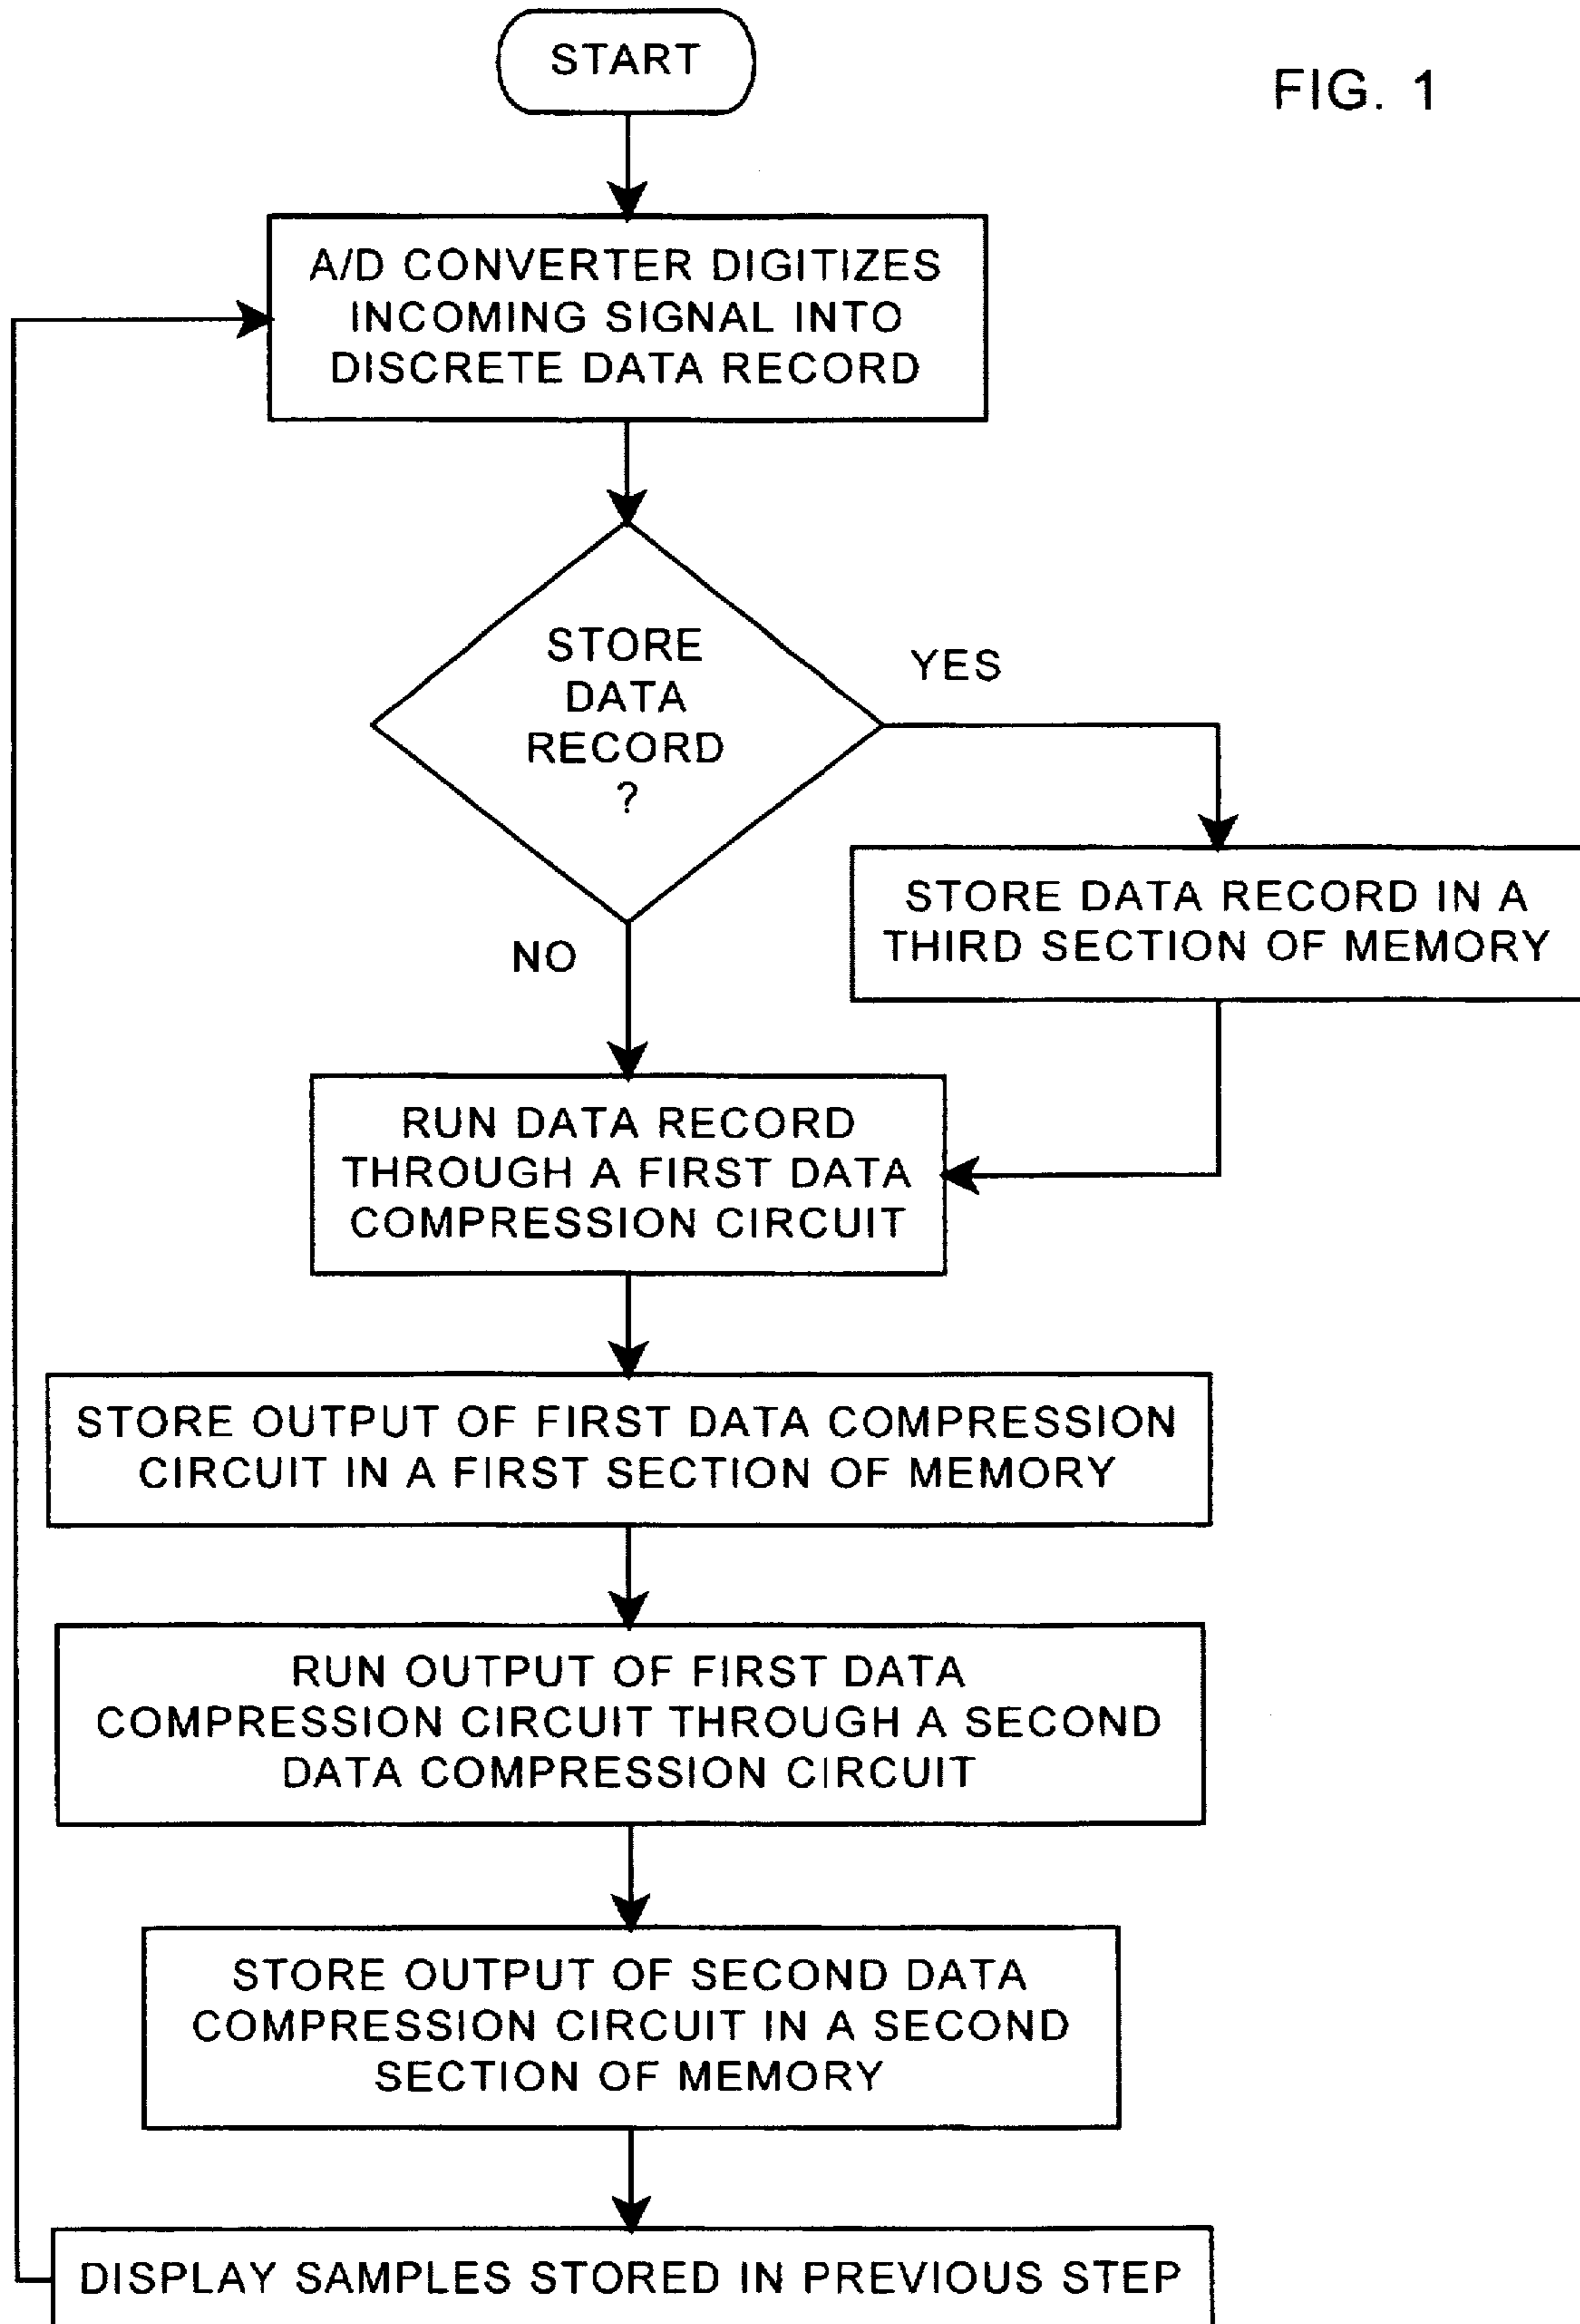 START
FIG. 1
A/D CONVERTER DIGITIZES
INCOMING SIGNAL INTO
DISCRETE DATA RECORD
STORE
DATA
RECORD
?
YES
NO
STORE DATA RECORD IN A
THIRD SECTION OF MEMORY
RUN DATA RECORD
THROUGH A FIRST DATA
COMPRESSION CIRCUIT
STORE OUTPUT OF FIRST DATA COMPRESSION
CIRCUIT IN A FIRST SECTION OF MEMORY
RUN OUTPUT OF FIRST DATA
COMPRESSION CIRCUIT THROUGH A SECOND
DATA COMPRESSION CIRCUIT
STORE OUTPUT OF SECOND DATA
COMPRESSION CIRCUIT IN A SECOND
SECTION OF MEMORY
DISPLAY SAMPLES STORED IN PREVIOUS STEP